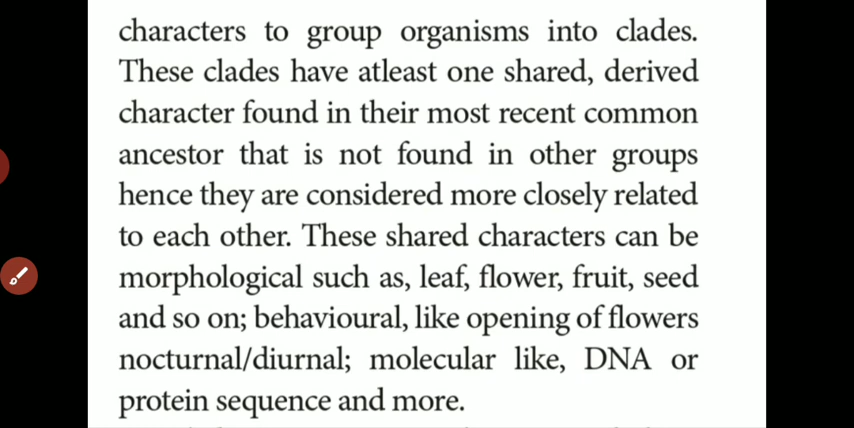 characters to group organisms into clades.
These clades have atleast one shared, derived
character found in their most recent common
ancestor that is not found in other groups
hence they are considered more closely related
to each other. These shared characters can be
morphological such as, leaf, flower, fruit, seed
and so on; behavioural, like opening of flowers
nocturnal/diurnal; molecular like, DNA or
protein sequence and more.